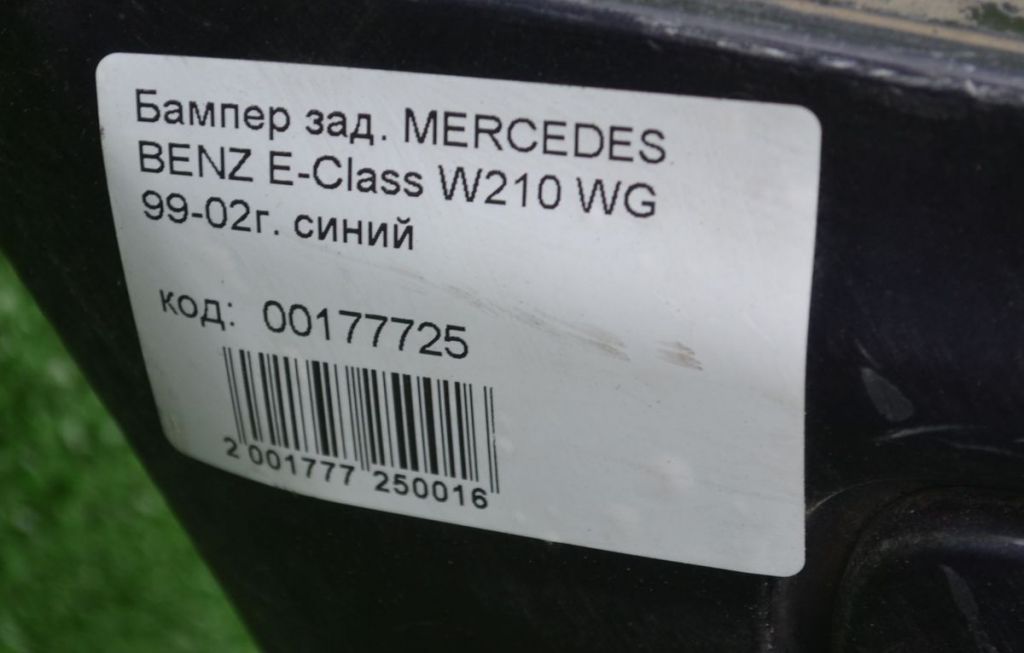 Бампер зад. MERCEDES
BENZ E-Class W210 WG
99-02г. синий
код: 00177725
2 001777 250016